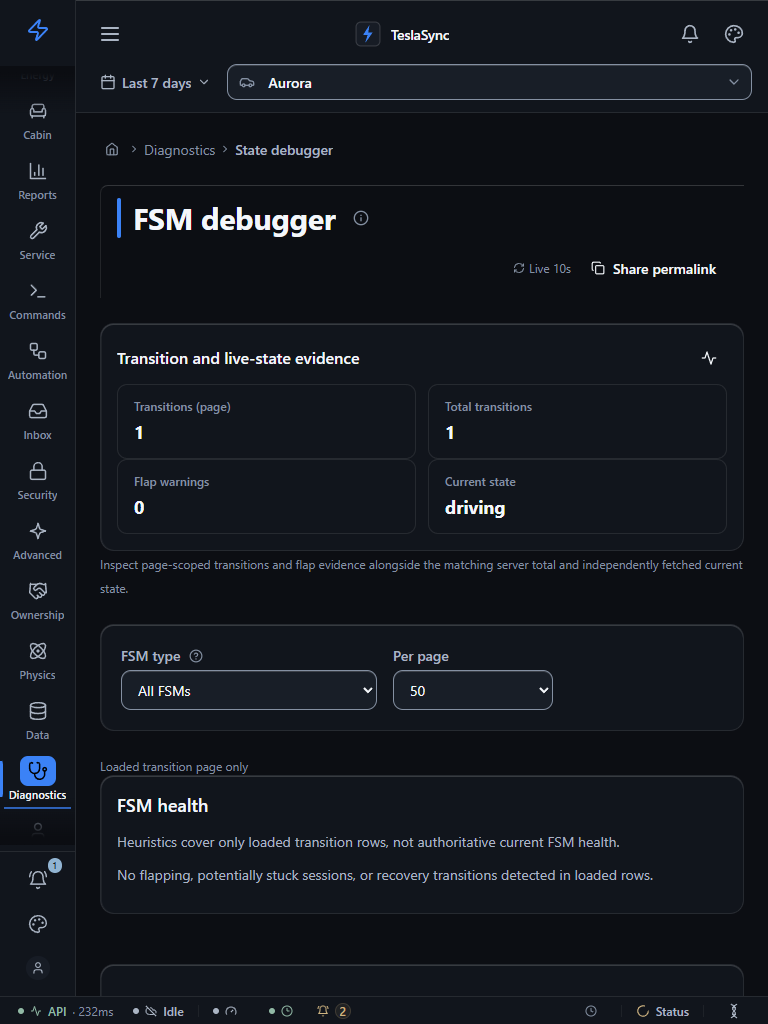 TeslaSync
Last 7 days
Aurora
Energy
Cabin
Reports
Service
Commands
Automation
Inbox
Security
Advanced
Ownership
Physics
Data
Diagnostics
1
Diagnostics
State debugger
FSM debugger
Live 10s
Share permalink
Transition and live-state evidence
Transitions (page)
1
Total transitions
1
Flap warnings
0
Current state
driving
Inspect page-scoped transitions and flap evidence alongside the matching server total and independently fetched current
state.
FSM type
All FSMs
Per page
50
Loaded transition page only
FSM health
Heuristics cover only loaded transition rows, not authoritative current FSM health.
No flapping, potentially stuck sessions, or recovery transitions detected in loaded rows.
API · 232ms
Idle
2
Status